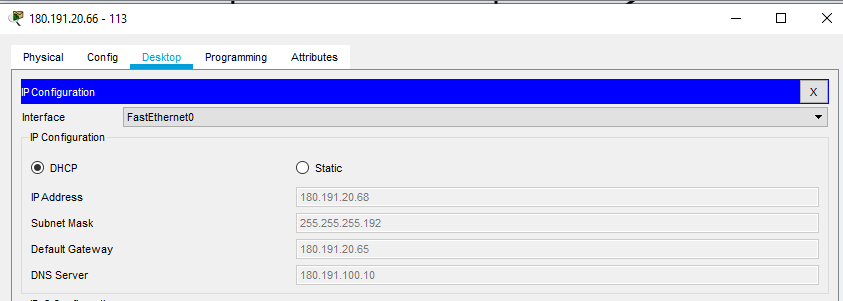 180.191.20.66 - 113
Physical Config Desktop Programming Attributes
IP Configuration X
Interface FastEthernet0
IP Configuration
DHCP Static
IP Address 180.191.20.68
Subnet Mask 255.255.255.192
Default Gateway 180.191.20.65
DNS Server 180.191.100.10